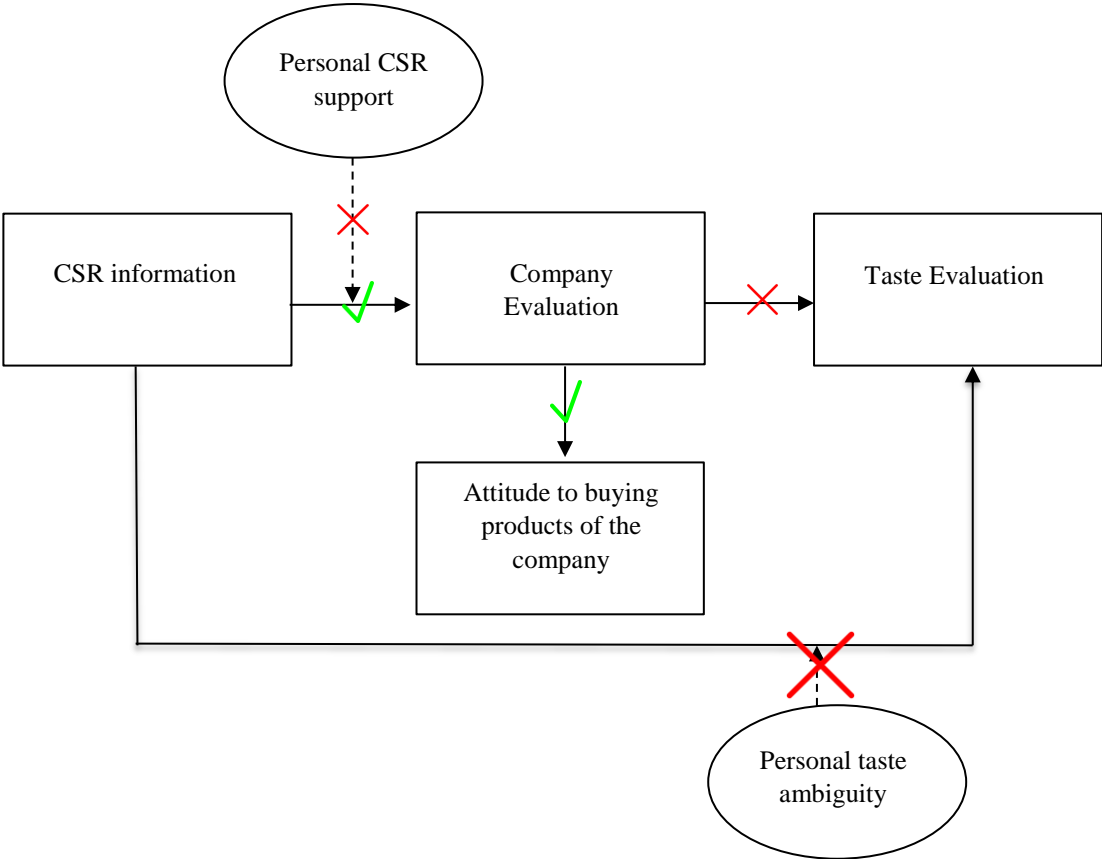 Personal CSR
support
CSR information
Company
Evaluation
Taste Evaluation
Attitude to buying
products of the
company
Personal taste
ambiguity